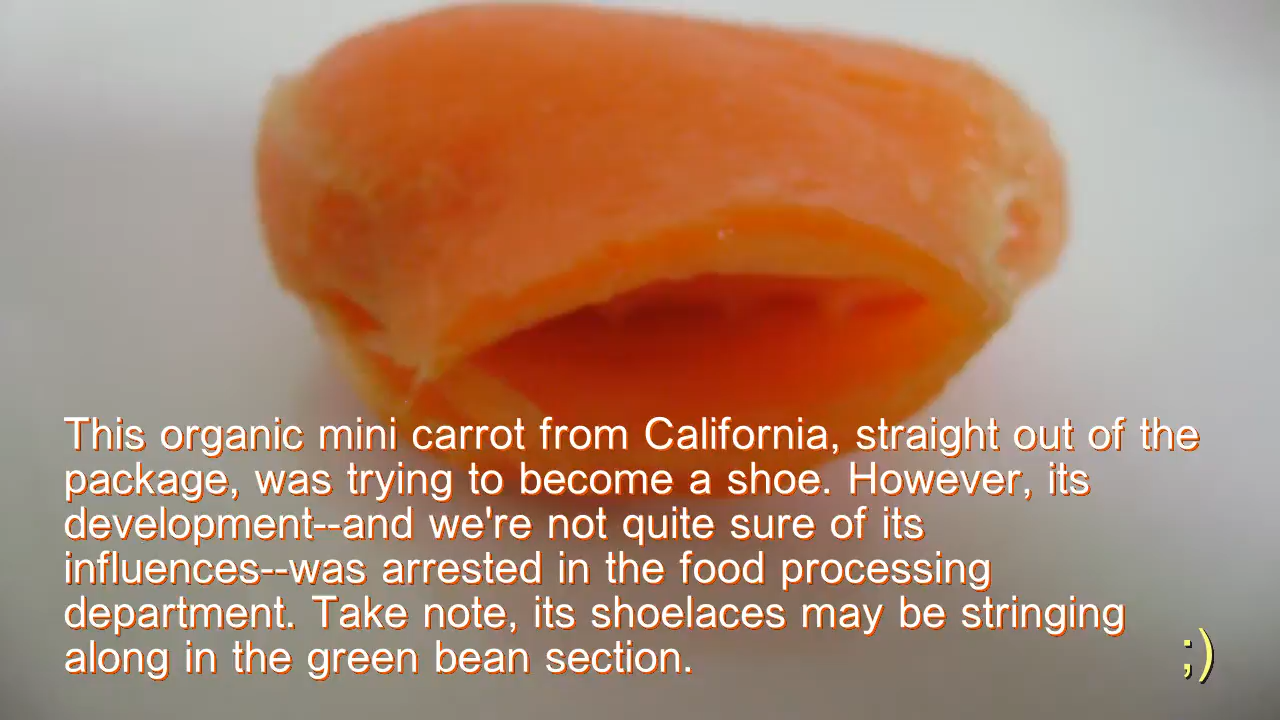 This organic mini carrot from California, straight out of the
package, was trying to become a shoe. However, its
development--and we're not quite sure of its
influences--was arrested in the food processing
department. Take note, its shoelaces may be stringing
along in the green bean section.
;)